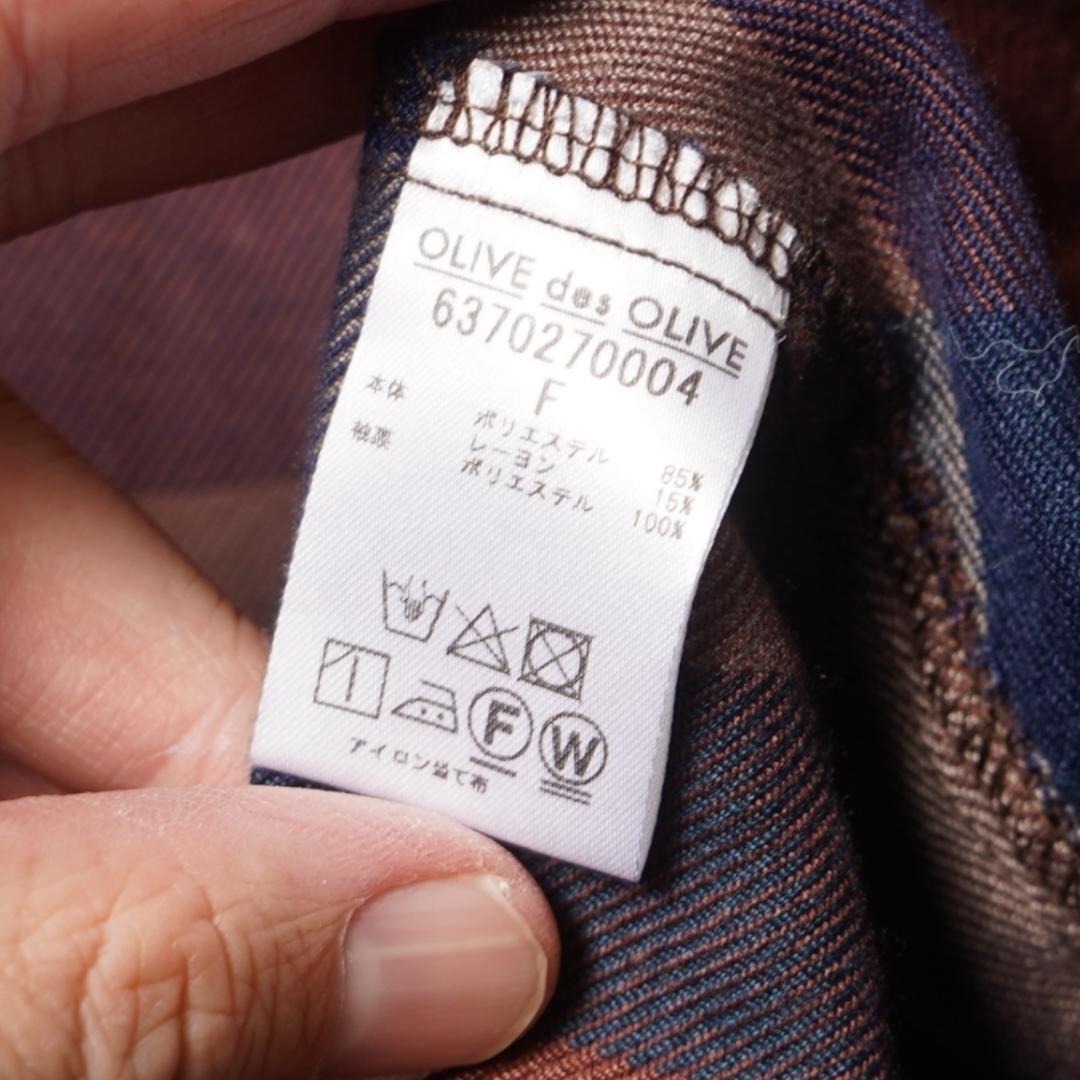 OLIVE des OLIVE
6370270004
F
本体 ポリエステル 85%
レーヨン 15%
袖裏 ポリエステル 100%
F W
アイロン当て布